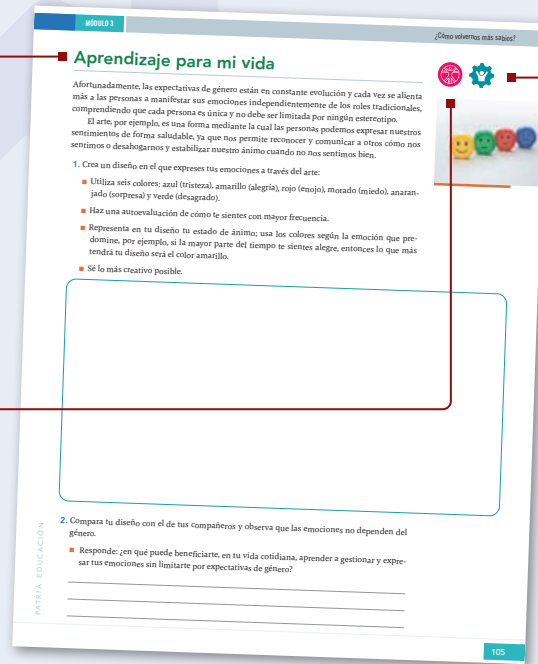 MÓDULO 3
¿Cómo volvernos más sabios?
Aprendizaje para mi vida
Afortunadamente, las expectativas de género están en constante evolución y cada vez se alienta
más a las personas a manifestar sus emociones independientemente de los roles tradicionales,
comprendiendo que cada persona es única y no debe ser limitada por ningún estereotipo.
El arte, por ejemplo, es una forma mediante la cual las personas podemos expresar nuestros
sentimientos de forma saludable, ya que nos permite reconocer y comunicar a otros cómo nos
sentimos o desahogarnos y estabilizar nuestro ánimo cuando no nos sentimos bien.
1. Crea un diseño en el que expreses tus emociones a través del arte:
Utiliza seis colores: azul (tristeza), amarillo (alegría), rojo (enojo), morado (miedo), anaran-
jado (sorpresa) y verde (desagrado).
Haz una autoevaluación de cómo te sientes con mayor frecuencia.
Representa en tu diseño tu estado de ánimo; usa los colores según la emoción que pre-
domine, por ejemplo, si la mayor parte del tiempo te sientes alegre, entonces lo que más
tendrá tu diseño será el color amarillo.
Sé lo más creativo posible.
2. Compara tu diseño con el de tus compañeros y observa que las emociones no dependen del
género.
Responde: ¿en qué puede beneficiarte, en tu vida cotidiana, aprender a gestionar y expre-
sar tus emociones sin limitarte por expectativas de género?
PATRIA EDUCACIÓN
105